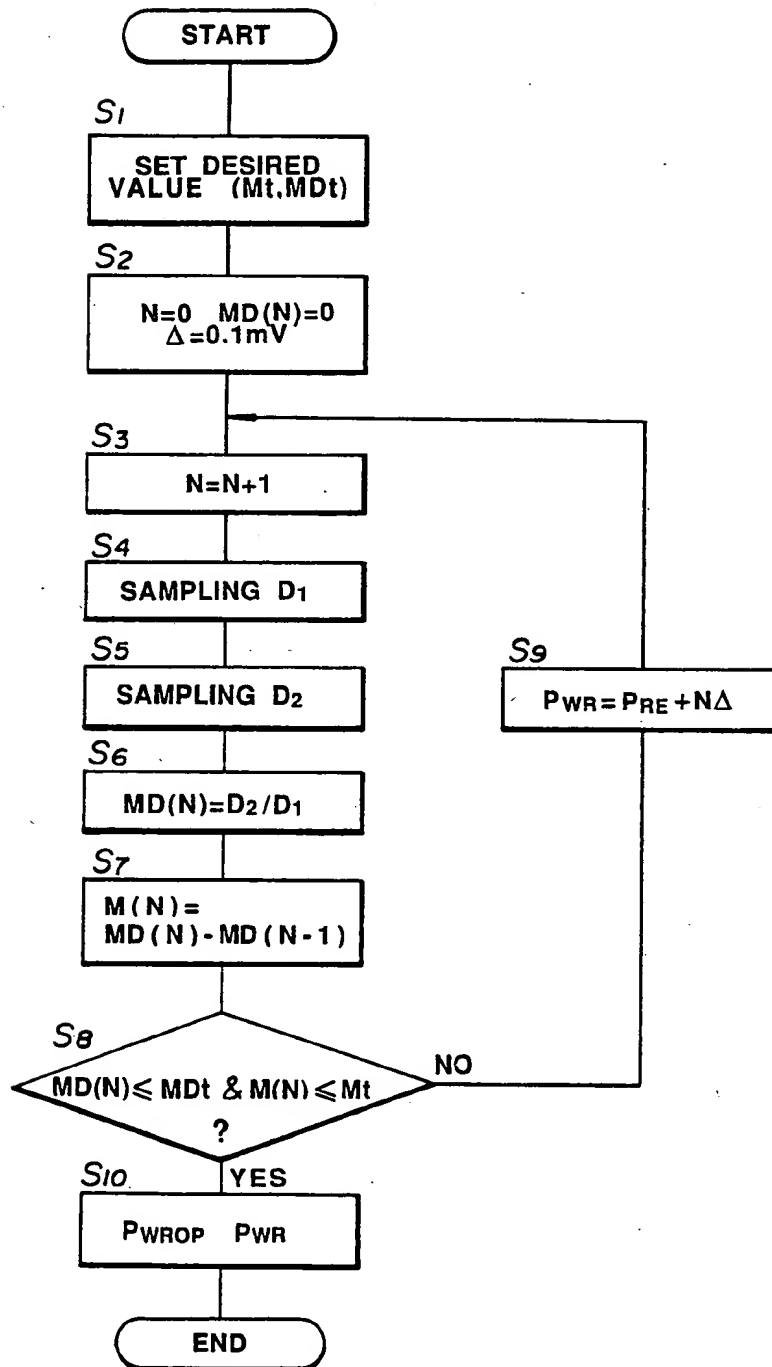 START
S1
SET DESIRED
VALUE (Mt,MDt)
S2
N=0 MD(N)=0
Δ=0.1mV
S3
N=N+1
S4
SAMPLING D1
S5
SAMPLING D2
S9
PWR=PRE+NΔ
S6
MD(N)=D2/D1
S7
M(N)=
MD(N)-MD(N-1)
S8
MD(N)≤MDt & M(N)≤Mt
?
NO
S10
YES
PWROP PWR
END